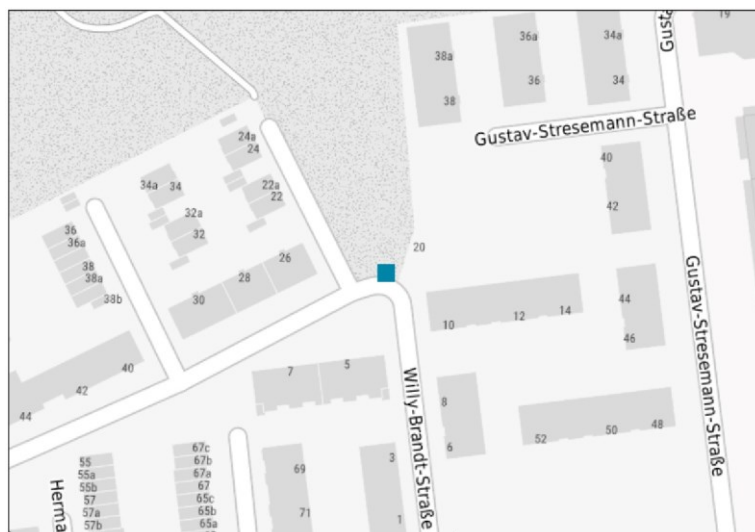 19
36a
34a
Gust
38a
36
34
38
Gustav-Stresemann-Straße
24a
24
40
34a
34
22a
22
42
32a
32
36
36a
20
38
38a
26
28
30
38b
44
14
12
10
46
Gustav-Stresemann-Straße
40
42
44
7
5
8
6
52
50
48
Willy-Brandt-Straße
3
1
67c
67b
67a
67
65c
65b
65a
69
71
55
55a
55b
57
57a
57b
Herma